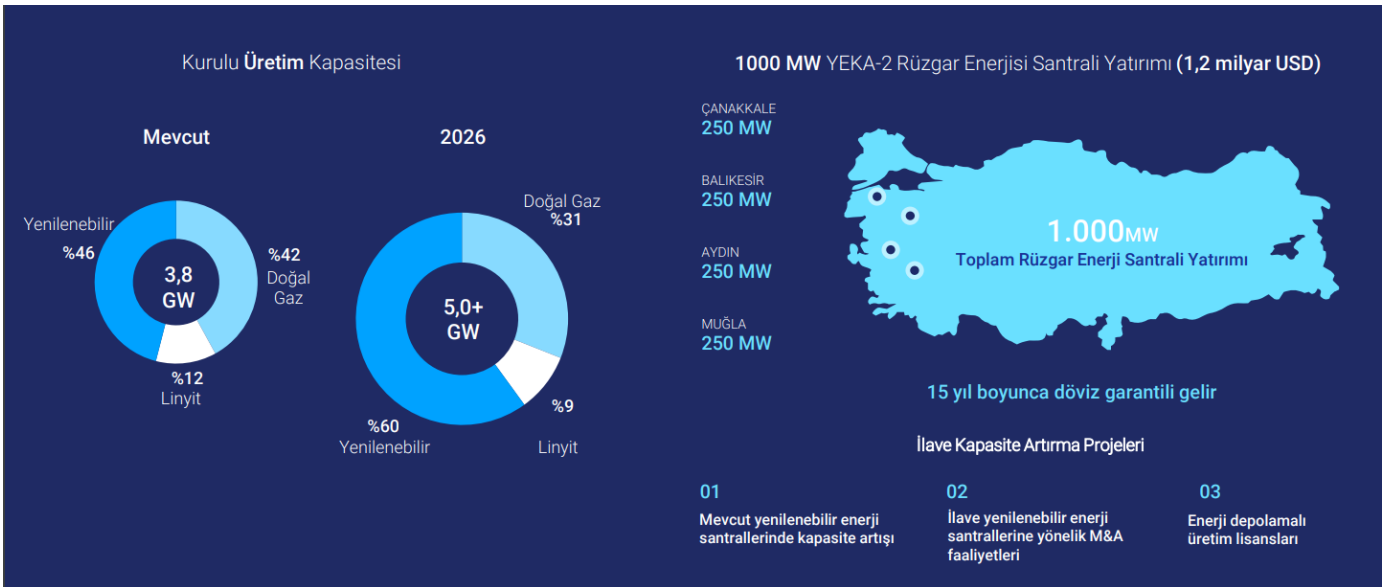 Kurulu Üretim Kapasitesi
Mevcut
Yenilenebilir
%46
%42
Doğal
Gaz
3,8
GW
%12
Linyit
2026
Doğal Gaz
%31
5,0+
GW
%9
Linyit
%60
Yenilenebilir
1000 MW YEKA-2 Rüzgar Enerjisi Santrali Yatırımı (1,2 milyar USD)
ÇANAKKALE
250 MW
BALIKESİR
250 MW
AYDIN
250 MW
MUĞLA
250 MW
1.000MW
Toplam Rüzgar Enerji Santrali Yatırımı
15 yıl boyunca döviz garantili gelir
İlave Kapasite Artırma Projeleri
01
Mevcut yenilenebilir enerji
santrallerinde kapasite artışı
02
İlave yenilenebilir enerji
santrallerine yönelik M&A
faaliyetleri
03
Enerji depolamalı
üretim lisansları